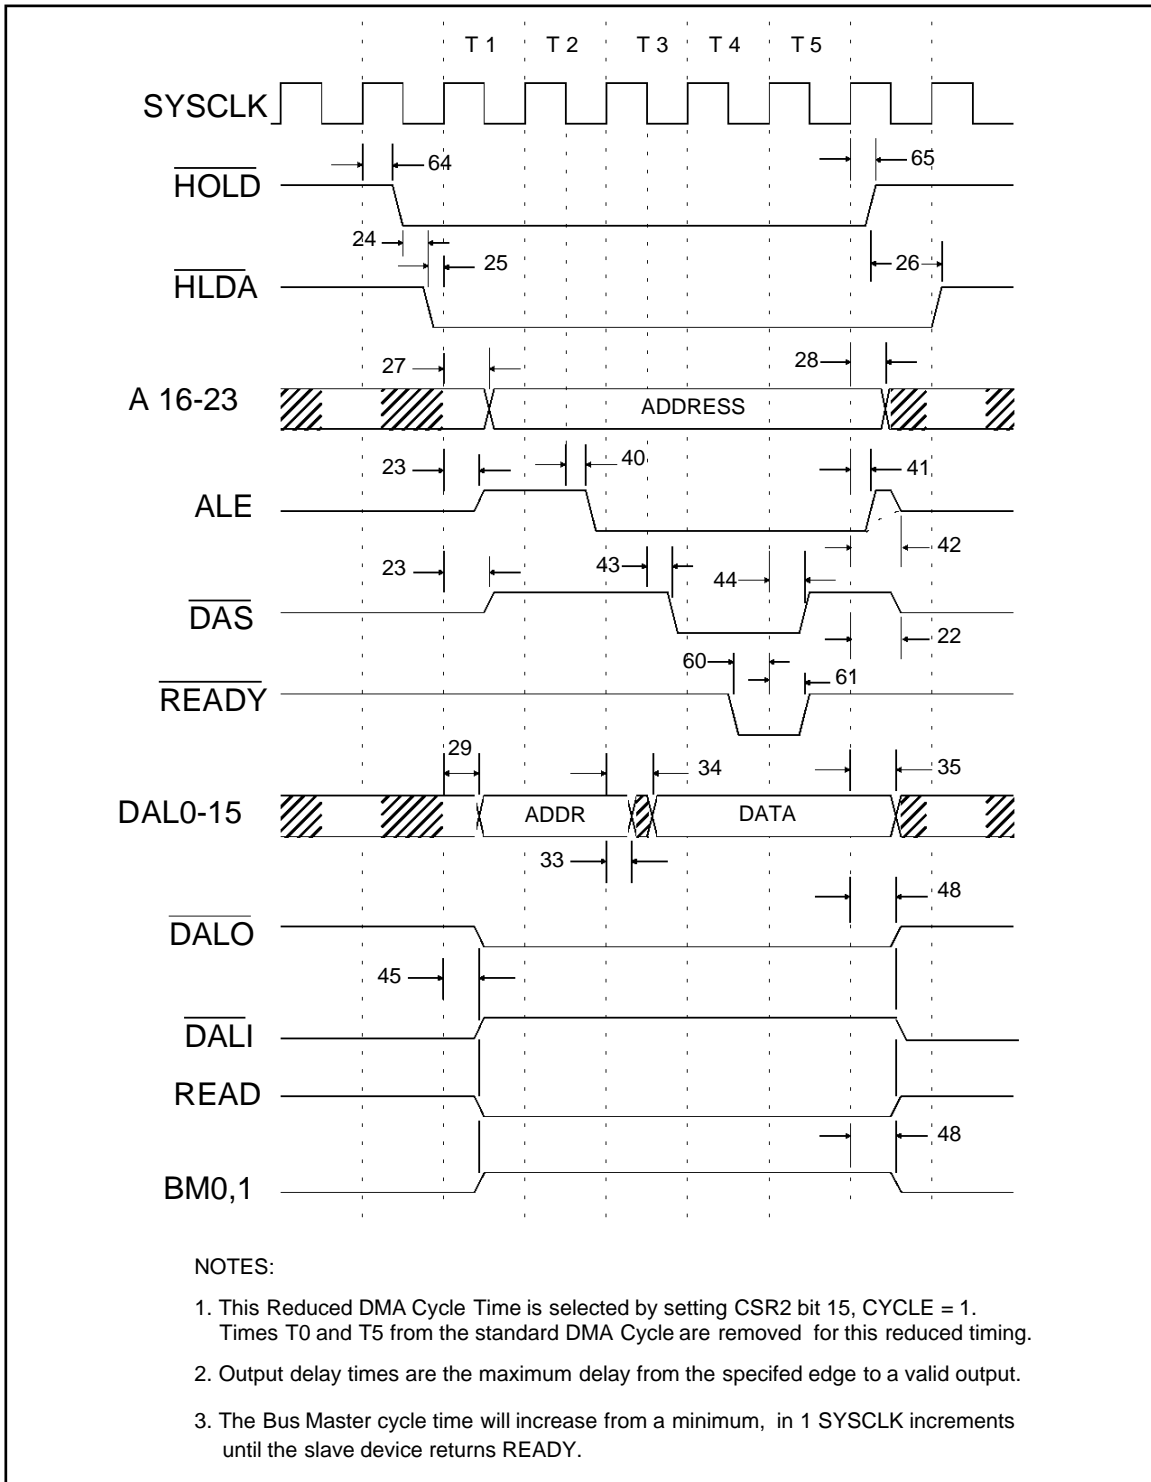 T 1 T 2 T 3 T 4 T 5
SYSCLK
64 65
HOLD
24
25 26
HLDA
27 28
A 16-23 ADDRESS
23 40 41
ALE
42
23 43 44
DAS
22
60
61
READY
29
34 35
DAL0-15 ADDR DATA
33
48
DALO
45
DALI
READ
48
BM0,1
NOTES:
1. This Reduced DMA Cycle Time is selected by setting CSR2 bit 15, CYCLE = 1.
Times T0 and T5 from the standard DMA Cycle are removed for this reduced timing.
2. Output delay times are the maximum delay from the specifed edge to a valid output.
3. The Bus Master cycle time will increase from a minimum, in 1 SYSCLK increments
until the slave device returns READY.